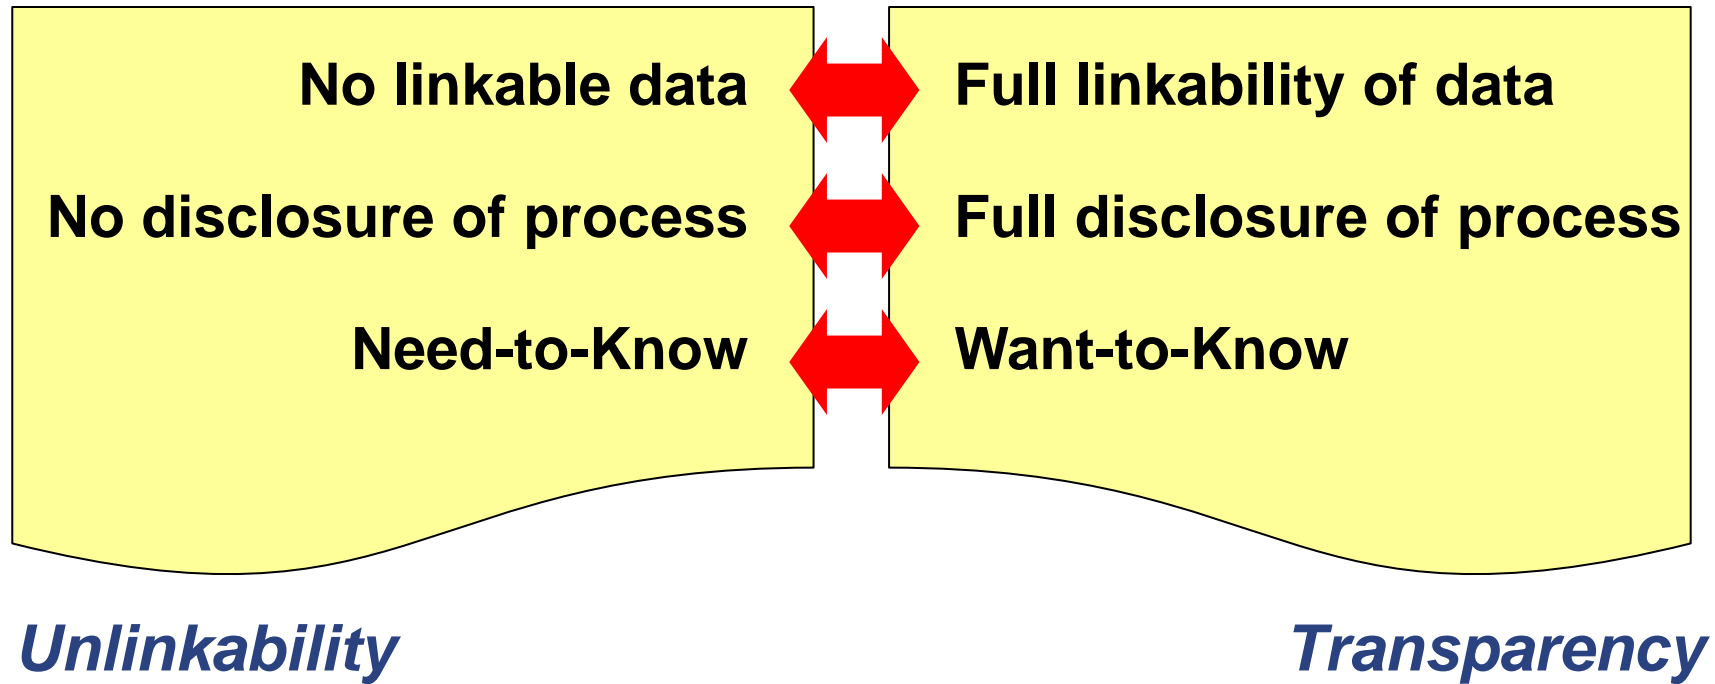 No linkable data
Full linkability of data
No disclosure of process
Full disclosure of process
Need-to-Know
Want-to-Know
Unlinkability
Transparency